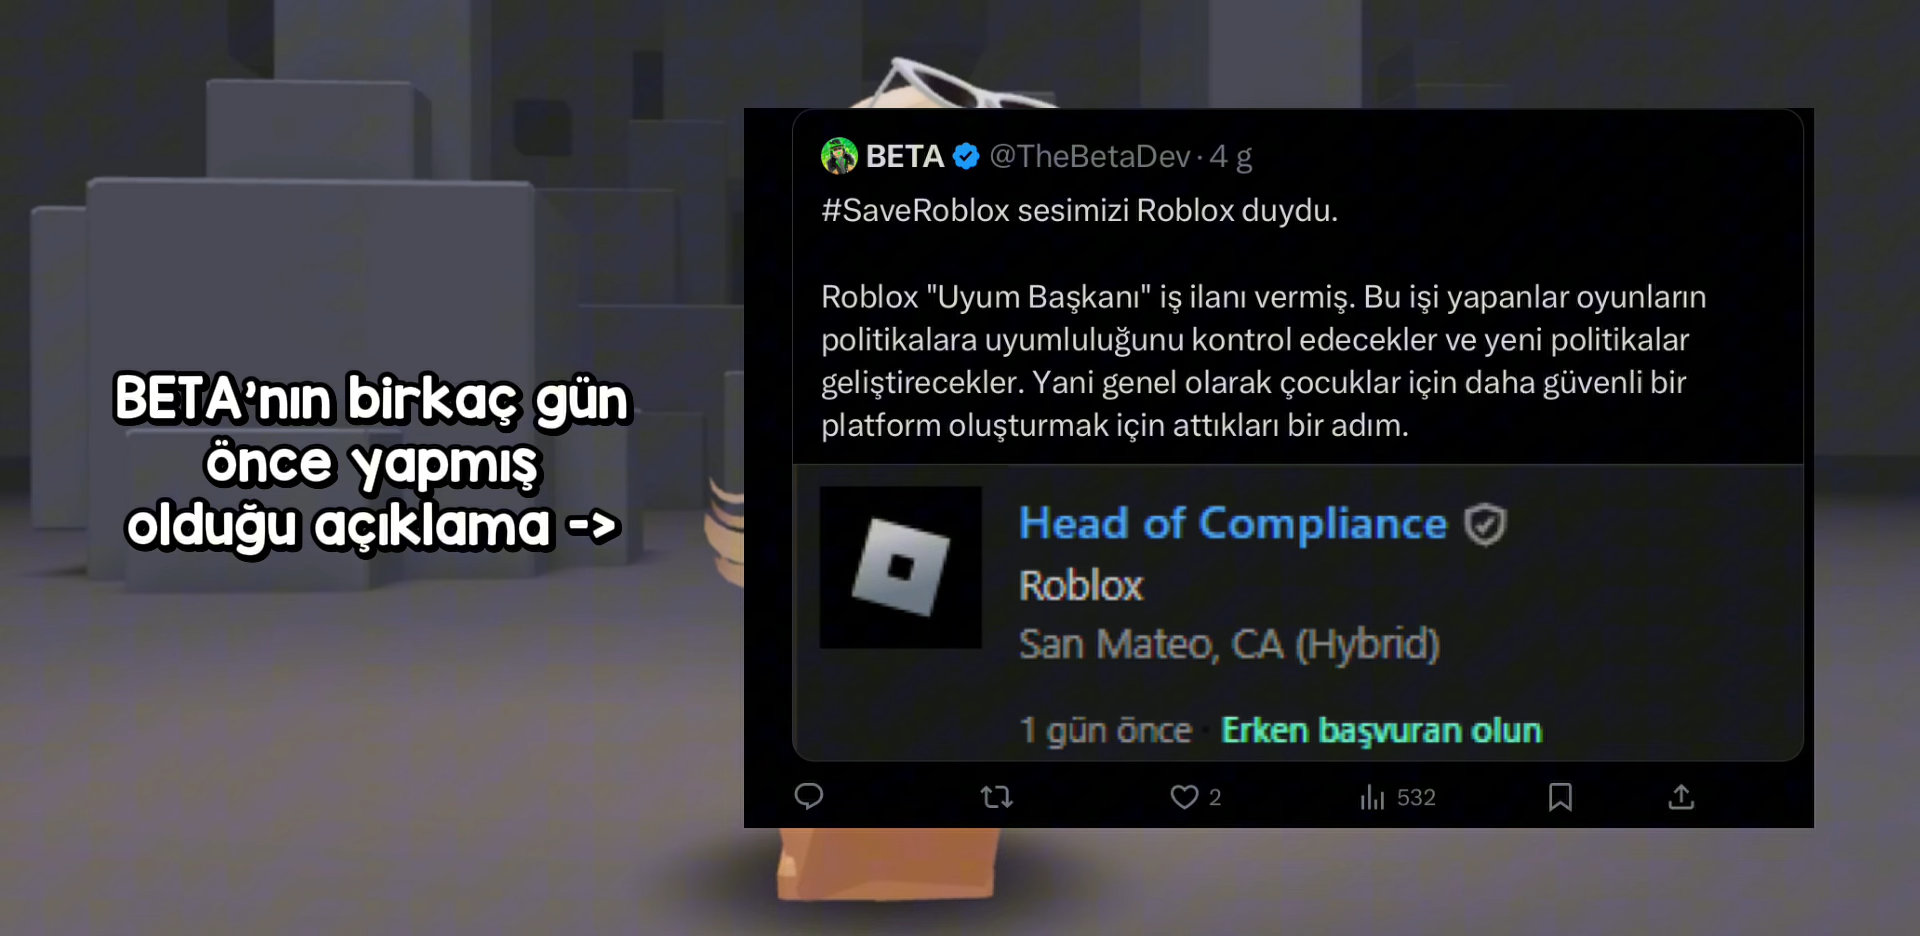 BETA'nın birkaç gün
önce yapmış
olduğu açıklama ->
BETA @TheBetaDev · 4 g
#SaveRoblox sesimizi Roblox duydu.
Roblox "Uyum Başkanı" iş ilanı vermiş. Bu işi yapanlar oyunların
politikalara uyumluluğunu kontrol edecekler ve yeni politikalar
geliştirecekler. Yani genel olarak çocuklar için daha güvenli bir
platform oluşturmak için attıkları bir adım.
Head of Compliance
Roblox
San Mateo, CA (Hybrid)
1 gün önce · Erken başvuran olun
2 532